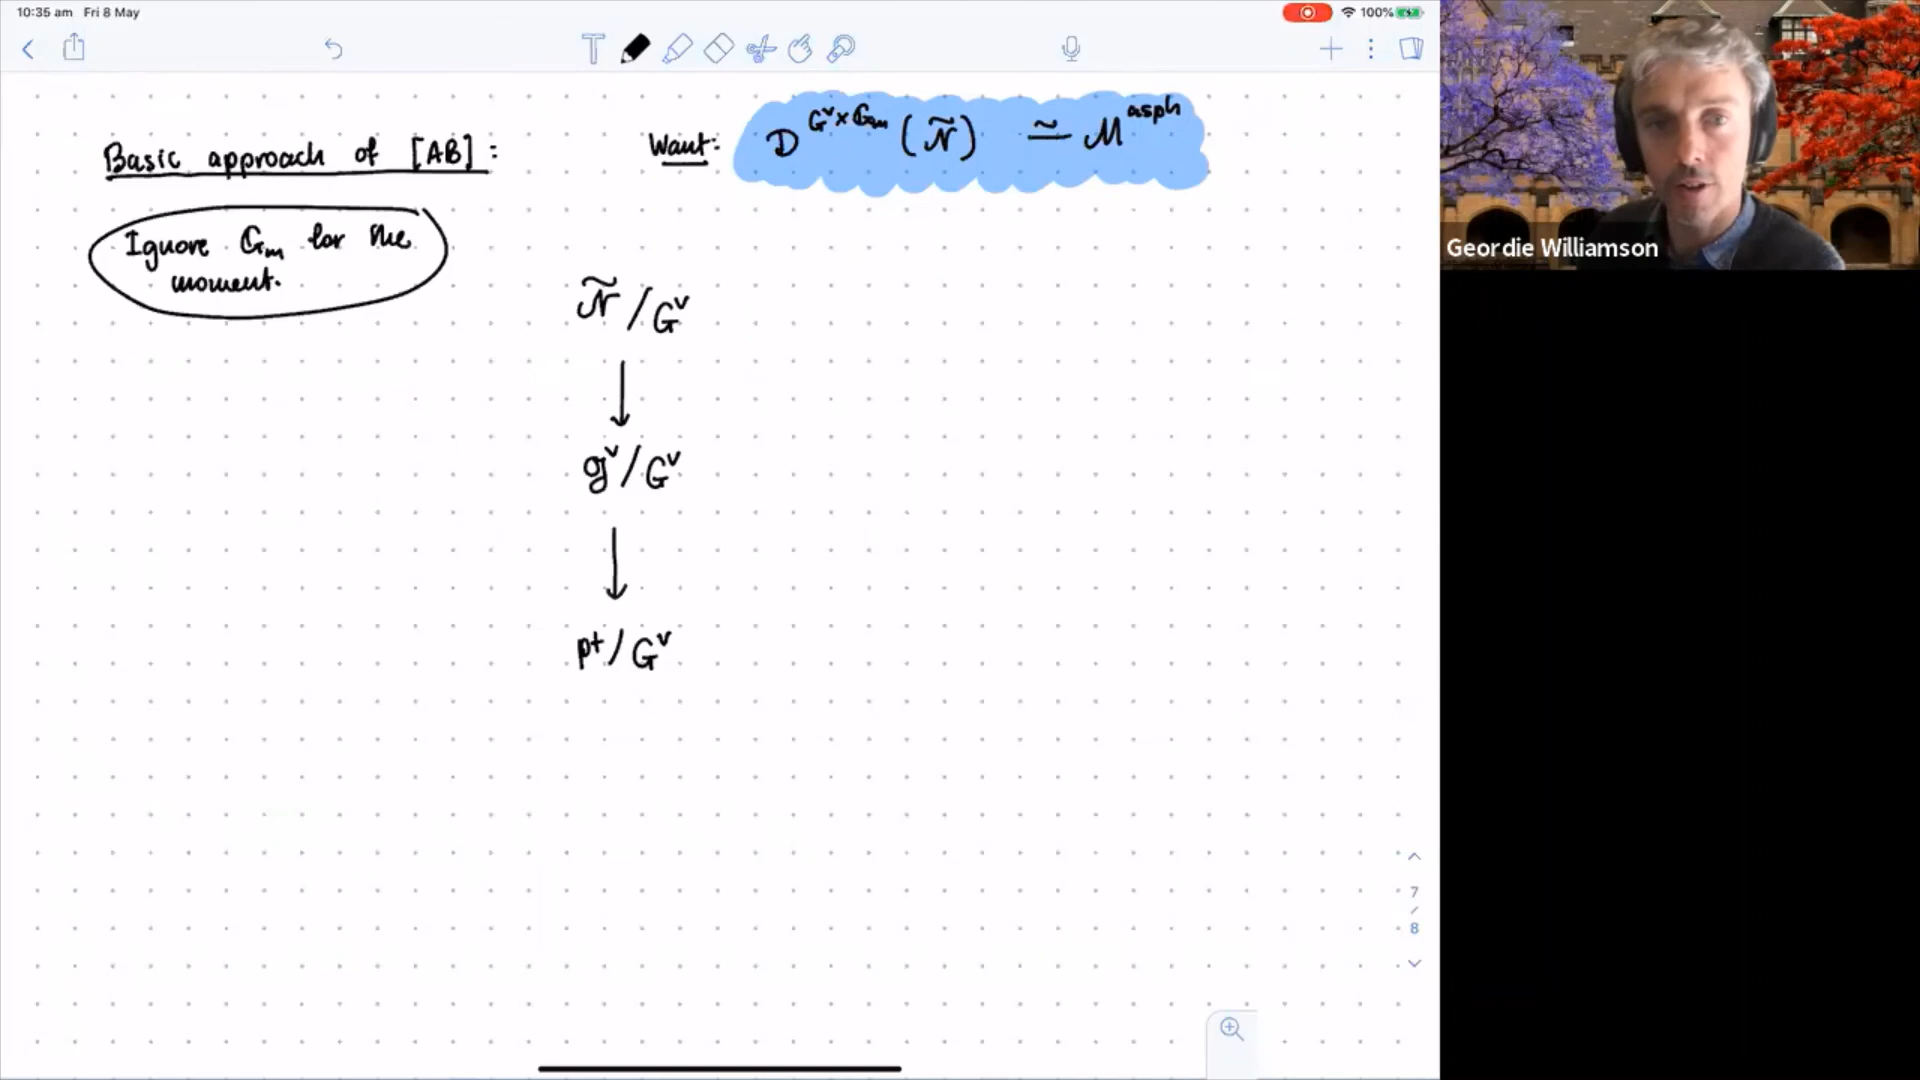 10:35 am Fri 8 May
100%
Basic approach of [AB]:
Want: D^{G^∨ × G_m}(Ñ) ≃ M^{asph}
Ignore G_m for the
moment.
Ñ / G^∨
↓
g^∨ / G^∨
↓
pt / G^∨
Geordie Williamson
7
/
8